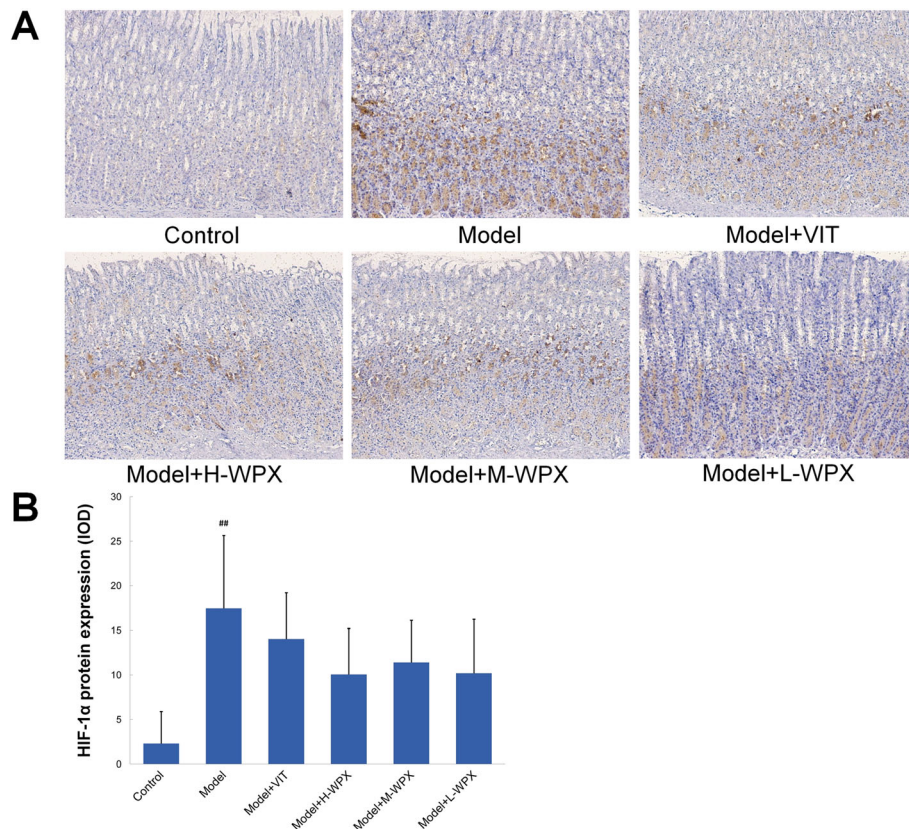 A
Control
Model
Model+VIT
Model+H-WPX
Model+M-WPX
Model+L-WPX
B
HIF-1α protein expression (IOD)
30
25
20
15
10
5
0
##
Control
Model
Model+VIT
Model+H-WPX
Model+M-WPX
Model+L-WPX